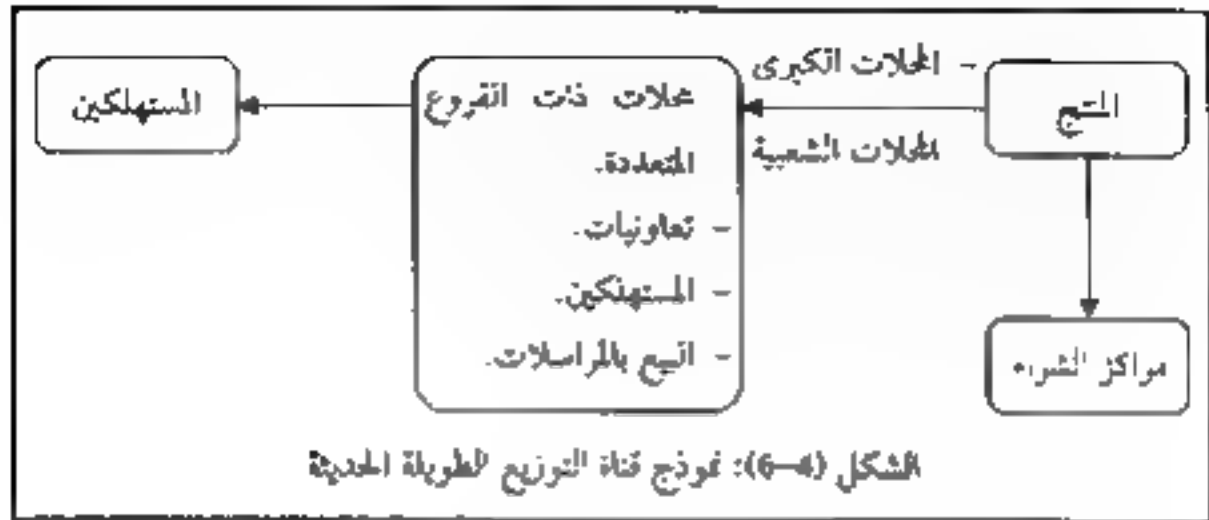 المنتج
- المحلات الكبرى
المحلات الشعبية
محلات ذات الفروع
المتعددة.
- تعاونيات.
- المستهلكين.
- البيع بالمراسلات.
المستهلكين
مراكز الشراء
الشكل (4-6): نموذج قناة التوزيع الطويلة الحديثة